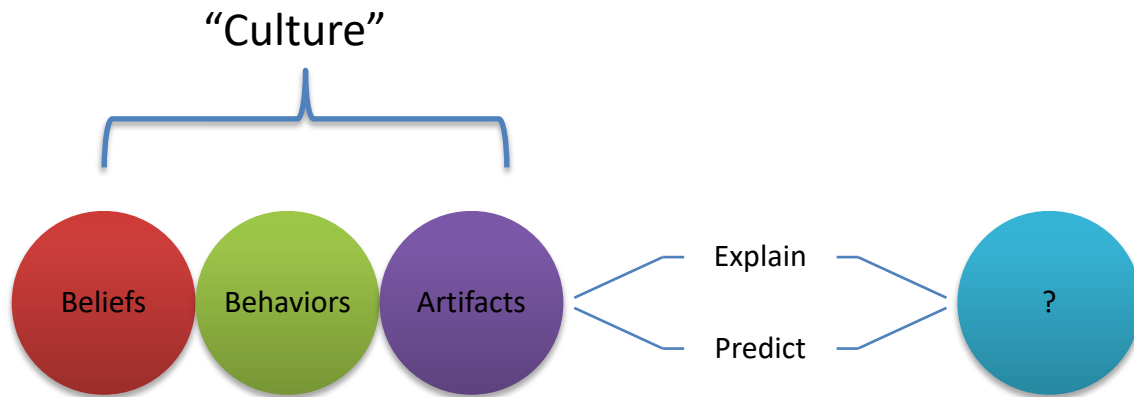 “Culture”
Beliefs
Behaviors
Artifacts
Explain
Predict
?